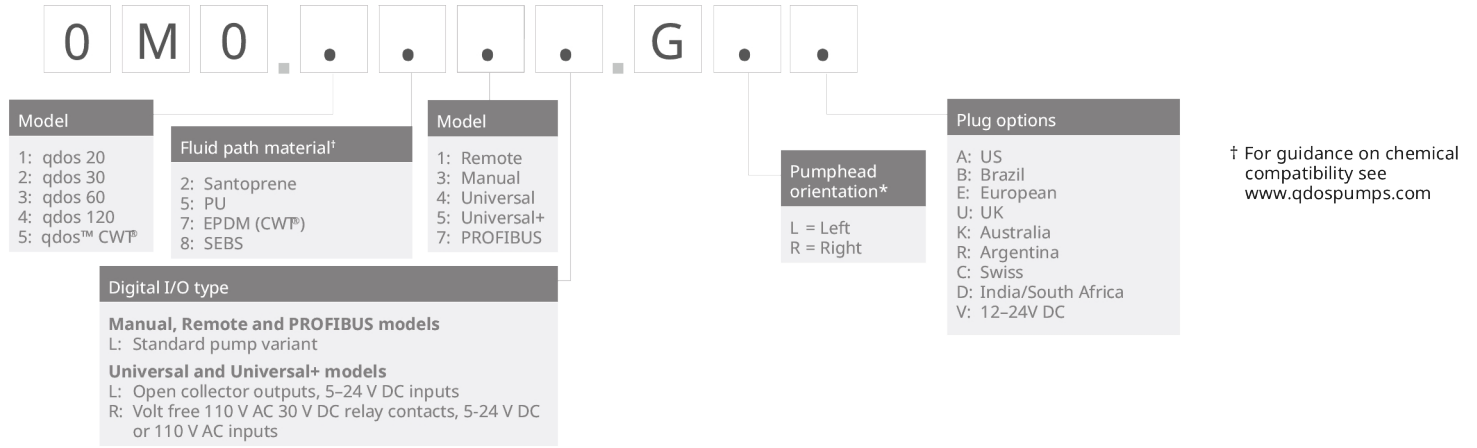 0 M 0 . . . . . . G . .
Model
1: qdos 20
2: qdos 30
3: qdos 60
4: qdos 120
5: qdos™ CWT®
Fluid path material†
2: Santoprene
5: PU
7: EPDM (CWT®)
8: SEBS
Model
1: Remote
3: Manual
4: Universal
5: Universal+
7: PROFIBUS
Digital I/O type
Manual, Remote and PROFIBUS models
L: Standard pump variant
Universal and Universal+ models
L: Open collector outputs, 5–24 V DC inputs
R: Volt free 110 V AC 30 V DC relay contacts, 5-24 V DC
or 110 V AC inputs
Pumphead
orientation*
L = Left
R = Right
Plug options
A: US
B: Brazil
E: European
U: UK
K: Australia
R: Argentina
C: Swiss
D: India/South Africa
V: 12–24V DC
† For guidance on chemical
compatibility see
www.qdospumps.com